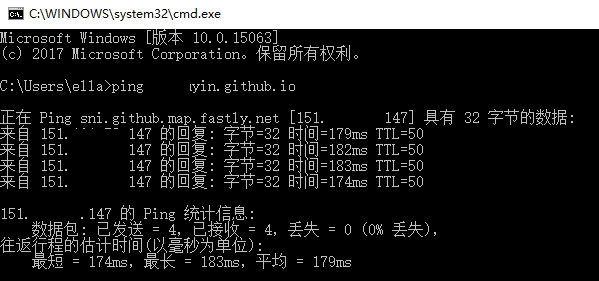 C:\WINDOWS\system32\cmd.exe
Microsoft Windows [版本 10.0.15063]
(c) 2017 Microsoft Corporation。保留所有权利。
C:\Users\ella>ping yin.github.io
正在 Ping sni.github.map.fastly.net [151. 147] 具有 32 字节的数据:
来自 151. 147 的回复: 字节=32 时间=179ms TTL=50
来自 151. 147 的回复: 字节=32 时间=182ms TTL=50
来自 151. 147 的回复: 字节=32 时间=183ms TTL=50
来自 151. 147 的回复: 字节=32 时间=174ms TTL=50
151. .147 的 Ping 统计信息:
数据包: 已发送 = 4，已接收 = 4，丢失 = 0 (0% 丢失)，
往返行程的估计时间(以毫秒为单位):
最短 = 174ms，最长 = 183ms，平均 = 179ms